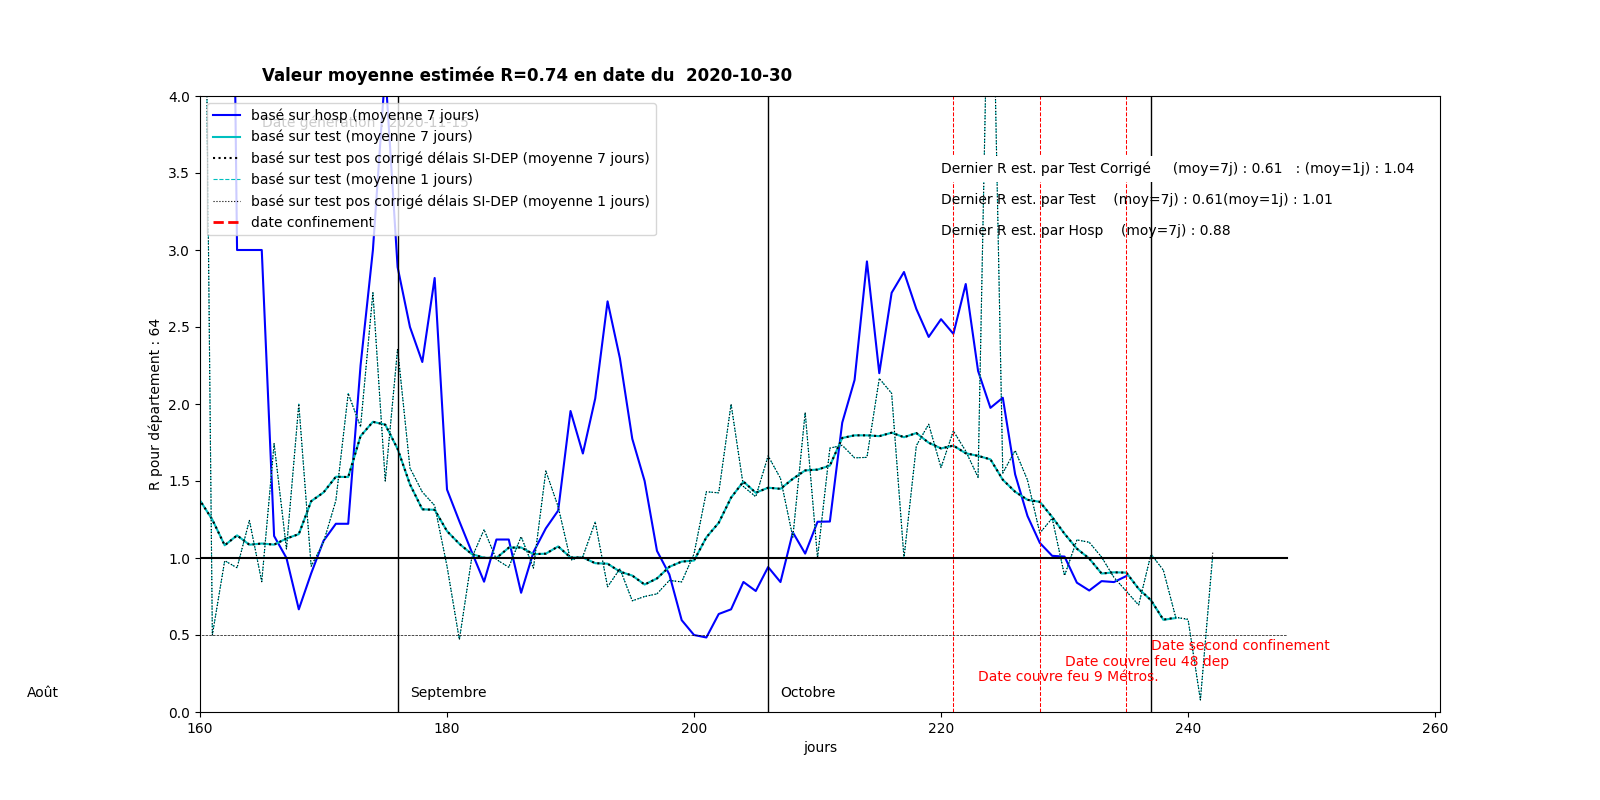 Valeur moyenne estimée R=0.74 en date du  2020-10-30
Date génération : 2020-11-13
basé sur hosp (moyenne 7 jours)
basé sur test (moyenne 7 jours)
basé sur test pos corrigé délais SI-DEP (moyenne 7 jours)
basé sur test (moyenne 1 jours)
basé sur test pos corrigé délais SI-DEP (moyenne 1 jours)
date confinement
Dernier R est. par Test Corrigé     (moy=7j) : 0.61   : (moy=1j) : 1.04
Dernier R est. par Test    (moy=7j) : 0.61(moy=1j) : 1.01
Dernier R est. par Hosp    (moy=7j) : 0.88
R pour département : 64
4.0
3.5
3.0
2.5
2.0
1.5
1.0
0.5
0.0
Date second confinement
Date couvre feu 48 dep
Date couvre feu 9 Métros.
Août
Septembre
Octobre
160
180
200
220
240
260
jours